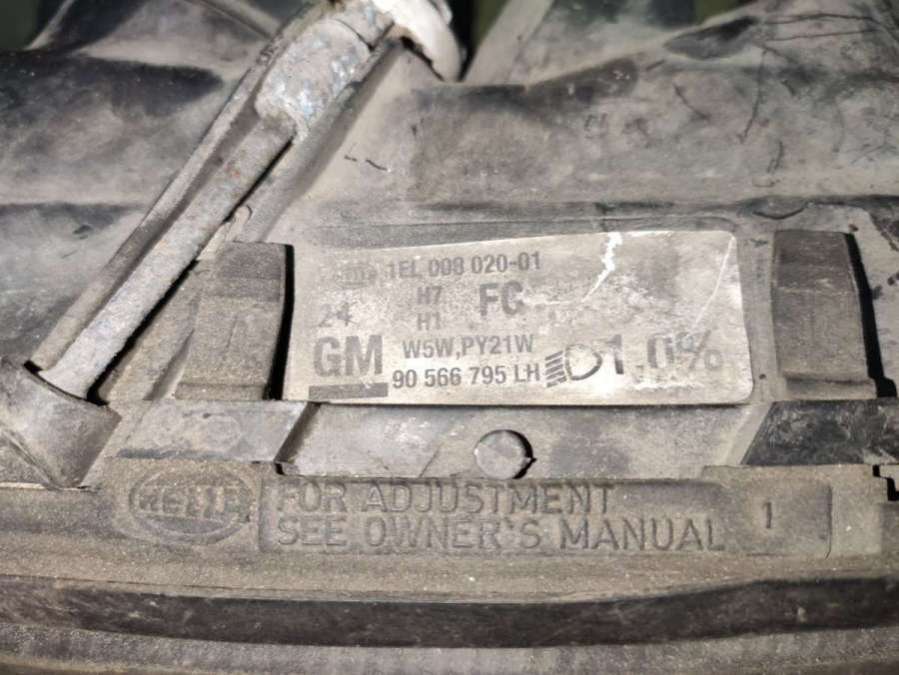 1EL 008 020-01
H7 FC
24 H1
GM W5W,PY21W
90 566 795 LH 1.0%
HELLA FOR ADJUSTMENT
SEE OWNER'S MANUAL 1